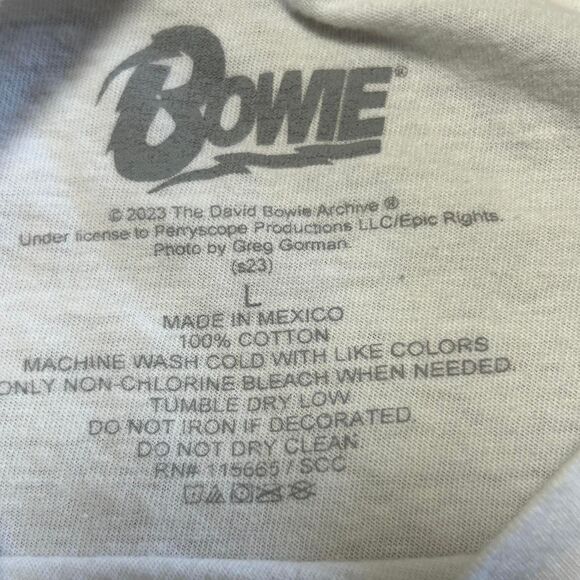 BOWIE®
© 2023 The David Bowie Archive ®
Under license to Perryscope Productions LLC/Epic Rights.
Photo by Greg Gorman.
(s23)
L
MADE IN MEXICO
100% COTTON
MACHINE WASH COLD WITH LIKE COLORS
ONLY NON-CHLORINE BLEACH WHEN NEEDED.
TUMBLE DRY LOW
DO NOT IRON IF DECORATED.
DO NOT DRY CLEAN
RN# 115665 / SCC